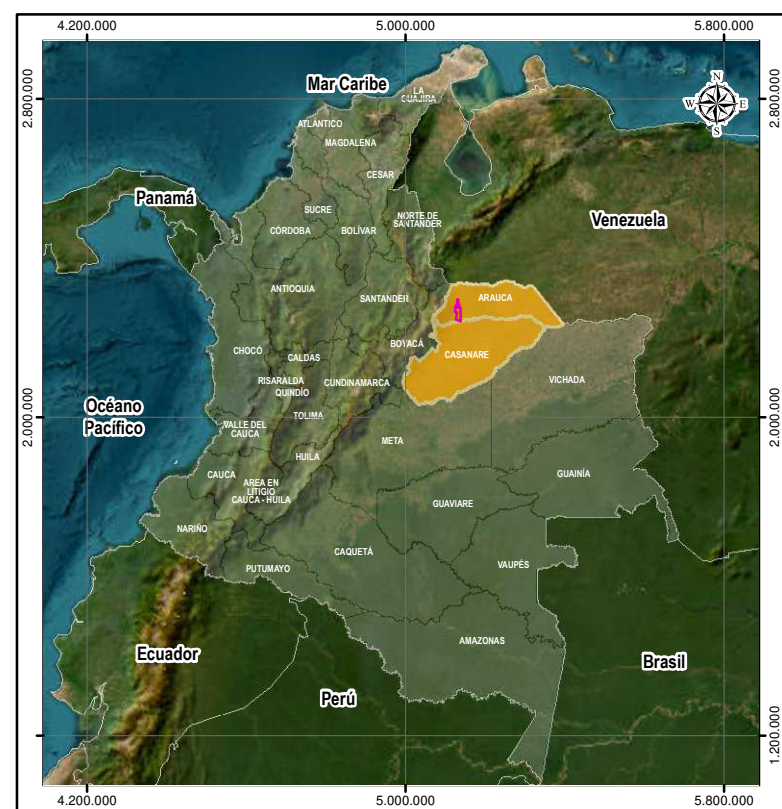 4.200.000
5.000.000
5.800.000
2.800.000
2.800.000
Mar Caribe
LA
GUAJIRA
N
W
E
S
ATLÁNTICO
MAGDALENA
CESAR
Panamá
SUCRE
NORTE DE
SANTANDER
Venezuela
CÓRDOBA
BOLÍVAR
ANTIOQUIA
SANTANDER
ARAUCA
BOYACÁ
CHOCÓ
CALDAS
CASANARE
RISARALDA
CUNDINAMARCA
VICHADA
QUINDÍO
Océano
Pacífico
TOLIMA
2.000.000
2.000.000
VALLE DEL
CAUCA
META
HUILA
CAUCA
GUAINÍA
AREA EN
LITIGIO
CAUCA - HUILA
GUAVIARE
NARIÑO
CAQUETÁ
VAUPÉS
PUTUMAYO
AMAZONAS
Ecuador
Brasil
Perú
1.200.000
1.200.000
4.200.000
5.000.000
5.800.000